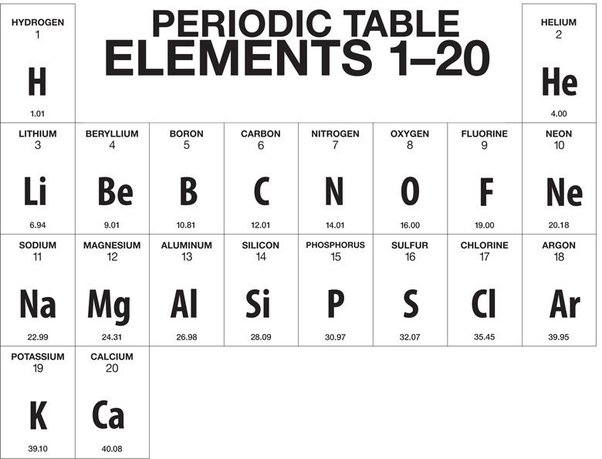 PERIODIC TABLE
ELEMENTS 1–20
HYDROGEN
1
H
1.01
HELIUM
2
He
4.00
LITHIUM
3
Li
6.94
BERYLLIUM
4
Be
9.01
BORON
5
B
10.81
CARBON
6
C
12.01
NITROGEN
7
N
14.01
OXYGEN
8
O
16.00
FLUORINE
9
F
19.00
NEON
10
Ne
20.18
SODIUM
11
Na
22.99
MAGNESIUM
12
Mg
24.31
ALUMINUM
13
Al
26.98
SILICON
14
Si
28.09
PHOSPHORUS
15
P
30.97
SULFUR
16
S
32.07
CHLORINE
17
Cl
35.45
ARGON
18
Ar
39.95
POTASSIUM
19
K
39.10
CALCIUM
20
Ca
40.08